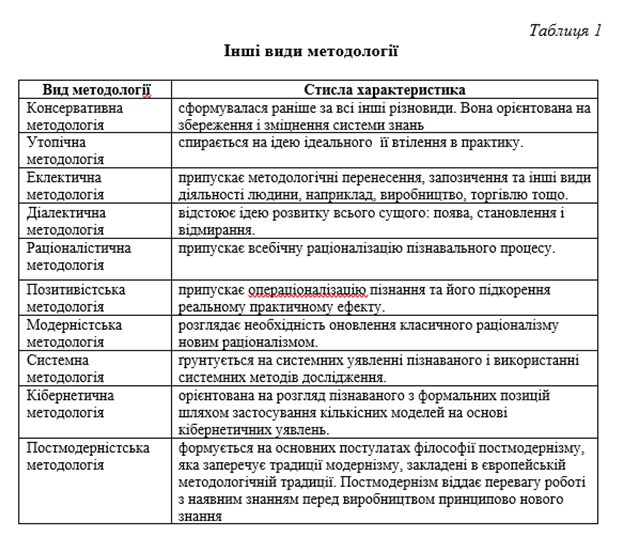 Таблиця 1
Інші види методології
Вид методології
Стисла характеристика
Консервативна
методологія
сформувалася раніше за всі інші різновиди. Вона орієнтована на
збереження і зміцнення системи знань
Утопічна
методологія
спирається на ідею ідеального її втілення в практику.
Еклектична
методологія
припускає методологічні перенесення, запозичення та інші види
діяльності людини, наприклад, виробництво, торгівлю тощо.
Діалектична
методологія
відстоює ідею розвитку всього сущого: поява, становлення і
відмирання.
Раціоналістична
методологія
припускає всебічну раціоналізацію пізнавального процесу.
Позитивістська
методологія
припускає операціоналізацію пізнання та його підкорення
реальному практичному ефекту.
Модерністська
методологія
розглядає необхідність оновлення класичного раціоналізму
новим раціоналізмом.
Системна
методологія
ґрунтується на системних уявленні пізнаваного і використанні
системних методів дослідження.
Кібернетична
методологія
орієнтована на розгляд пізнаваного з формальних позицій
шляхом застосування кількісних моделей на основі
кібернетичних уявлень.
Постмодерністська
методологія
формується на основних постулатах філософії постмодернізму,
яка заперечує традиції модернізму, закладені в європейській
методологічній традиції. Постмодернізм віддає перевагу роботі
з наявним знанням перед виробництвом принципово нового
знання